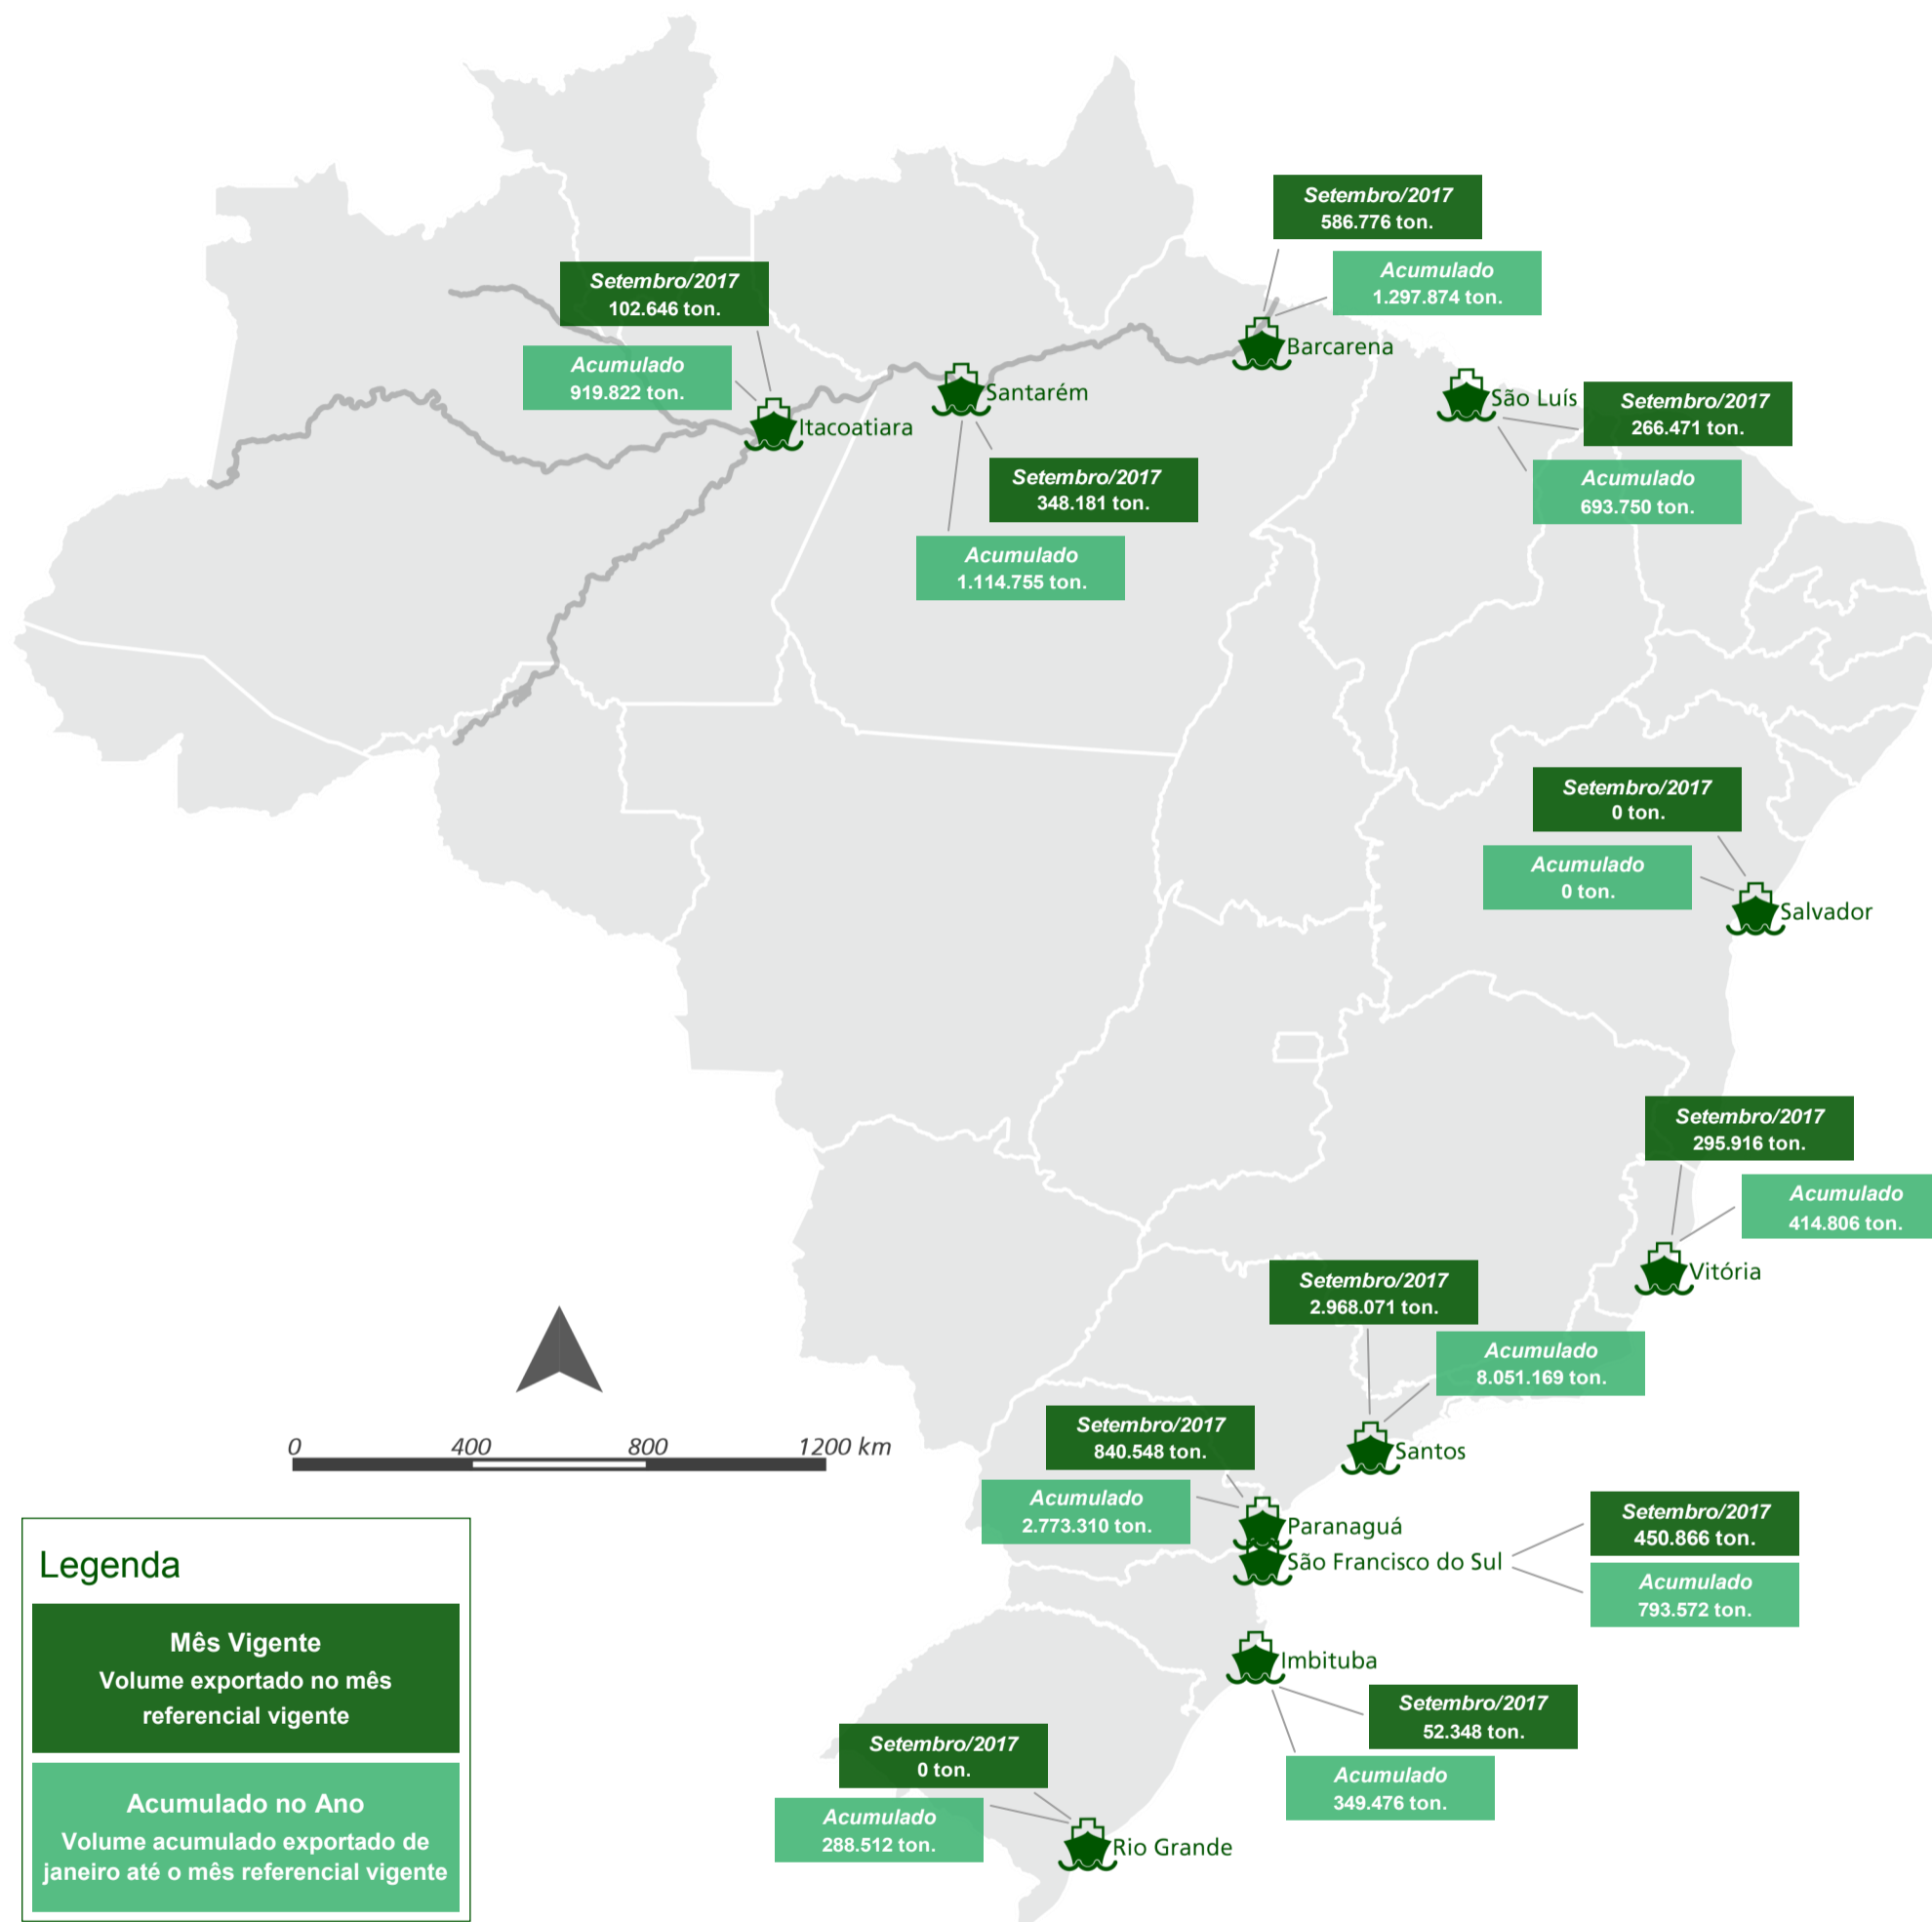 Setembro/2017
586.776 ton.
Acumulado
1.297.874 ton.
Barcarena
Setembro/2017
102.646 ton.
Acumulado
919.822 ton.
Itacoatiara
Santarém
Setembro/2017
348.181 ton.
Acumulado
1.114.755 ton.
São Luís
Setembro/2017
266.471 ton.
Acumulado
693.750 ton.
Setembro/2017
0 ton.
Acumulado
0 ton.
Salvador
Setembro/2017
295.916 ton.
Acumulado
414.806 ton.
Vitória
Setembro/2017
2.968.071 ton.
Acumulado
8.051.169 ton.
Santos
Setembro/2017
840.548 ton.
Acumulado
2.773.310 ton.
Paranaguá
São Francisco do Sul
Setembro/2017
450.866 ton.
Acumulado
793.572 ton.
Imbituba
Setembro/2017
52.348 ton.
Acumulado
349.476 ton.
Setembro/2017
0 ton.
Acumulado
288.512 ton.
Rio Grande
0 400 800 1200 km
Legenda
Mês Vigente
Volume exportado no mês
referencial vigente
Acumulado no Ano
Volume acumulado exportado de
janeiro até o mês referencial vigente